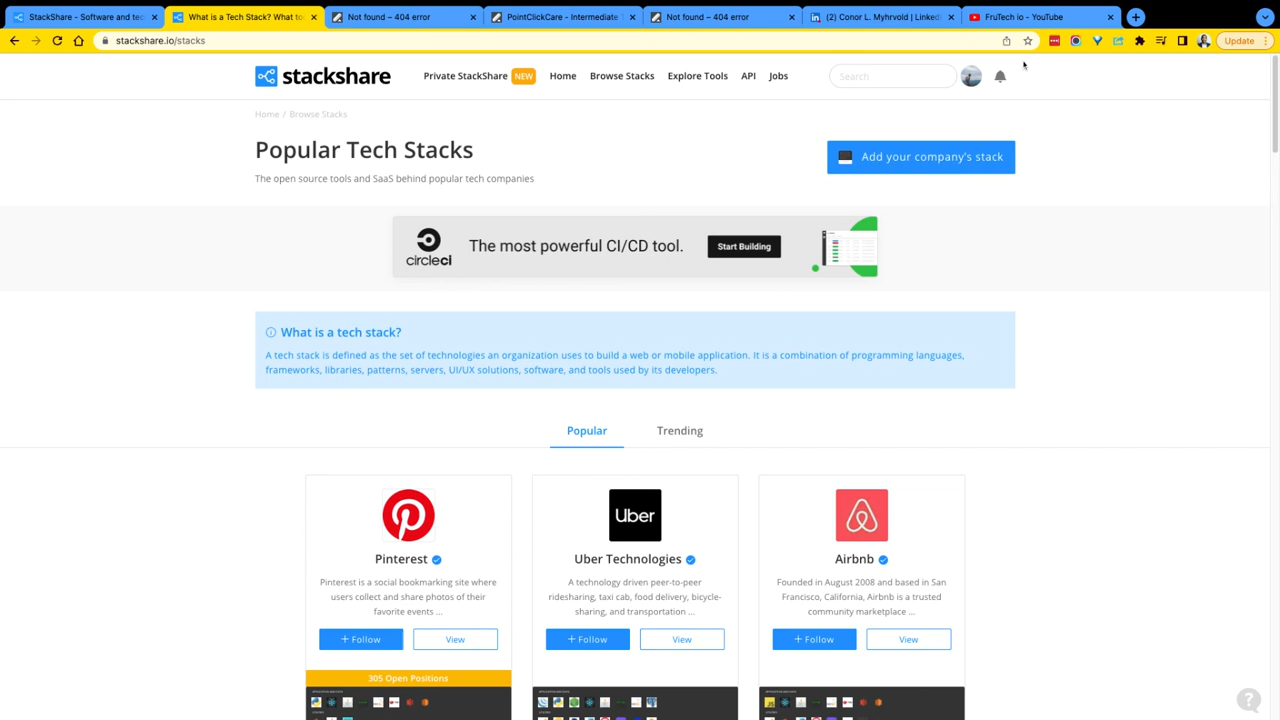 StackShare - Software and tec
What is a Tech Stack? What to
Not found – 404 error
PointClickCare - Intermediate
Not found – 404 error
(2) Conor L. Myhrvold | Linked
FruTech io - YouTube
stackshare.io/stacks
Update
stackshare
Private StackShare NEW Home Browse Stacks Explore Tools API Jobs
Search
Home / Browse Stacks
Popular Tech Stacks
Add your company's stack
The open source tools and SaaS behind popular tech companies
circleci
The most powerful CI/CD tool.
Start Building
What is a tech stack?
A tech stack is defined as the set of technologies an organization uses to build a web or mobile application. It is a combination of programming languages,
frameworks, libraries, patterns, servers, UI/UX solutions, software, and tools used by its developers.
Popular Trending
Uber
Pinterest
Pinterest is a social bookmarking site where
users collect and share photos of their
favorite events ...
+ Follow View
305 Open Positions
Uber Technologies
A technology driven peer-to-peer
ridesharing, taxi cab, food delivery, bicycle-
sharing, and transportation ...
+ Follow View
Airbnb
Founded in August 2008 and based in San
Francisco, California, Airbnb is a trusted
community marketplace ...
+ Follow View